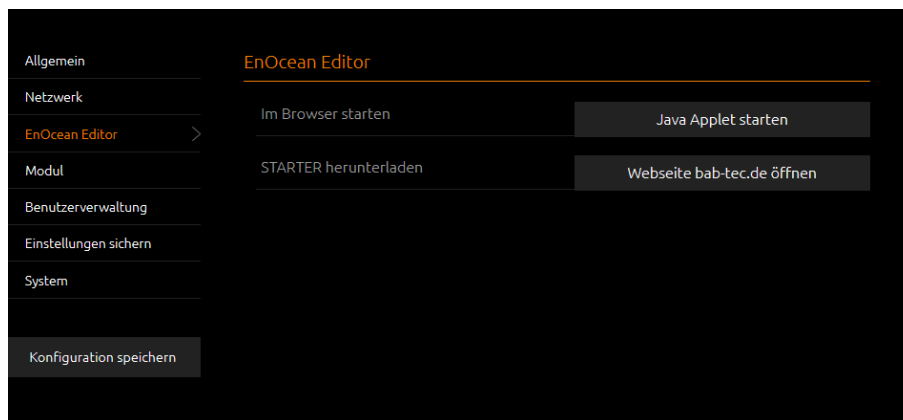 Allgemein
Netzwerk
EnOcean Editor
Modul
Benutzerverwaltung
Einstellungen sichern
System
Konfiguration speichern
EnOcean Editor
Im Browser starten
Java Applet starten
STARTER herunterladen
Webseite bab-tec.de öffnen